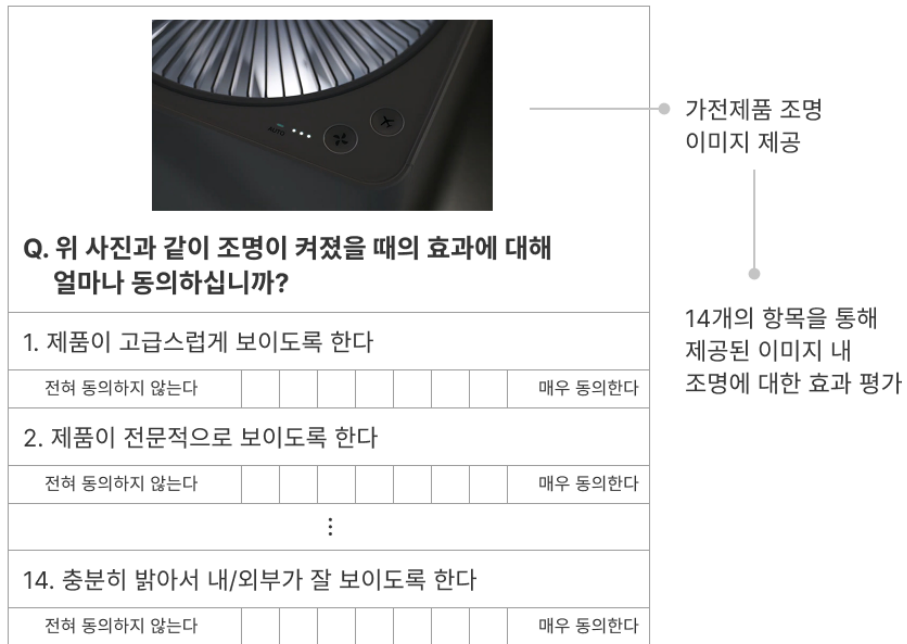 AUTO
가전제품 조명
이미지 제공
Q. 위 사진과 같이 조명이 켜졌을 때의 효과에 대해
얼마나 동의하십니까?
14개의 항목을 통해
제공된 이미지 내
조명에 대한 효과 평가
1. 제품이 고급스럽게 보이도록 한다
전혀 동의하지 않는다 매우 동의한다
2. 제품이 전문적으로 보이도록 한다
전혀 동의하지 않는다 매우 동의한다
⋮
14. 충분히 밝아서 내/외부가 잘 보이도록 한다
전혀 동의하지 않는다 매우 동의한다